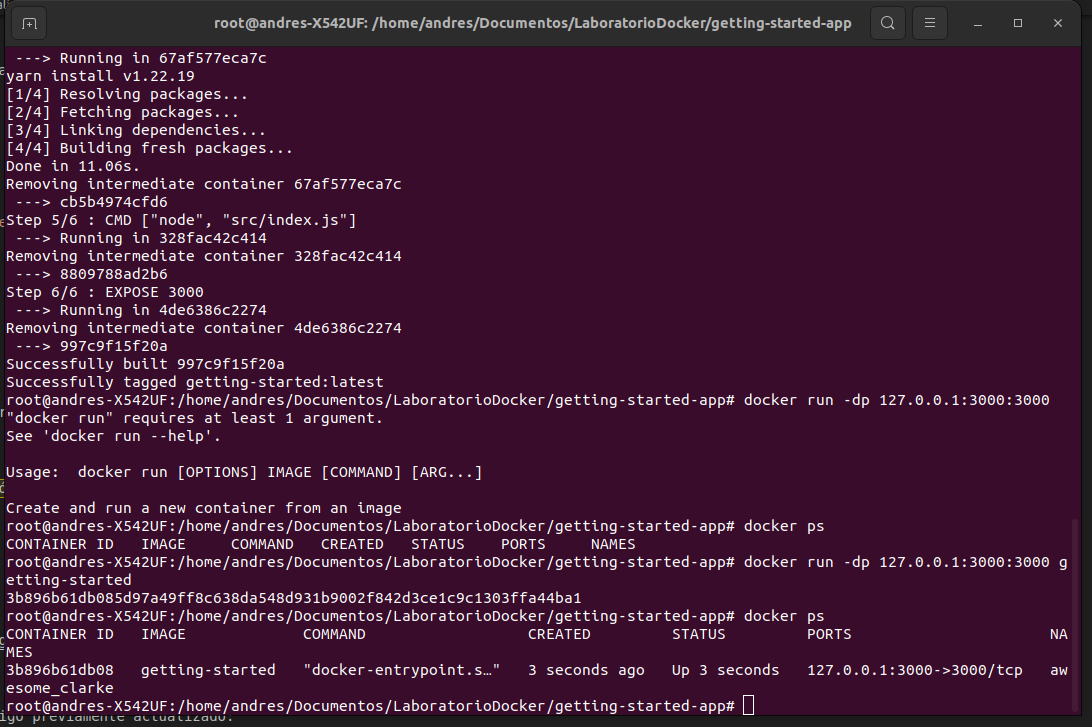 root@andres-X542UF: /home/andres/Documentos/LaboratorioDocker/getting-started-app
---> Running in 67af577eca7c
yarn install v1.22.19
[1/4] Resolving packages...
[2/4] Fetching packages...
[3/4] Linking dependencies...
[4/4] Building fresh packages...
Done in 11.06s.
Removing intermediate container 67af577eca7c
---> cb5b4974cfd6
Step 5/6 : CMD ["node", "src/index.js"]
---> Running in 328fac42c414
Removing intermediate container 328fac42c414
---> 8809788ad2b6
Step 6/6 : EXPOSE 3000
---> Running in 4de6386c2274
Removing intermediate container 4de6386c2274
---> 997c9f15f20a
Successfully built 997c9f15f20a
Successfully tagged getting-started:latest
root@andres-X542UF:/home/andres/Documentos/LaboratorioDocker/getting-started-app# docker run -dp 127.0.0.1:3000:3000
"docker run" requires at least 1 argument.
See 'docker run --help'.
Usage:  docker run [OPTIONS] IMAGE [COMMAND] [ARG...]
Create and run a new container from an image
root@andres-X542UF:/home/andres/Documentos/LaboratorioDocker/getting-started-app# docker ps
CONTAINER ID   IMAGE     COMMAND   CREATED   STATUS    PORTS     NAMES
root@andres-X542UF:/home/andres/Documentos/LaboratorioDocker/getting-started-app# docker run -dp 127.0.0.1:3000:3000 g
etting-started
3b896b61db085d97a49ff8c638da548d931b9002f842d3ce1c9c1303ffa44ba1
root@andres-X542UF:/home/andres/Documentos/LaboratorioDocker/getting-started-app# docker ps
CONTAINER ID   IMAGE             COMMAND                  CREATED         STATUS         PORTS                      NA
MES
3b896b61db08   getting-started   "docker-entrypoint.s…"   3 seconds ago   Up 3 seconds   127.0.0.1:3000->3000/tcp   aw
esome_clarke
root@andres-X542UF:/home/andres/Documentos/LaboratorioDocker/getting-started-app#
previamente actualizado.